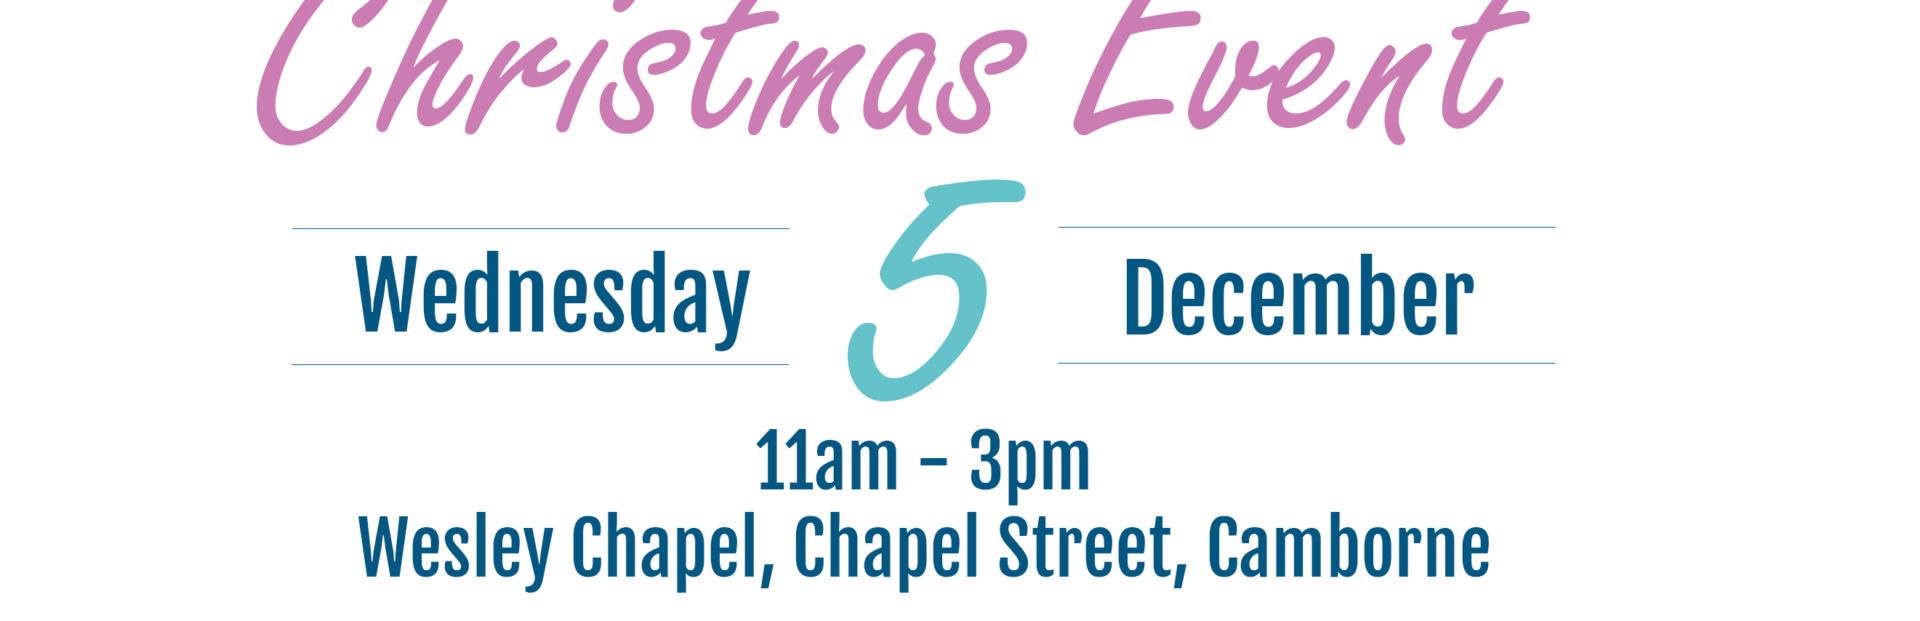 Christmas Event
Wednesday 5 December
11am - 3pm
Wesley Chapel, Chapel Street, Camborne